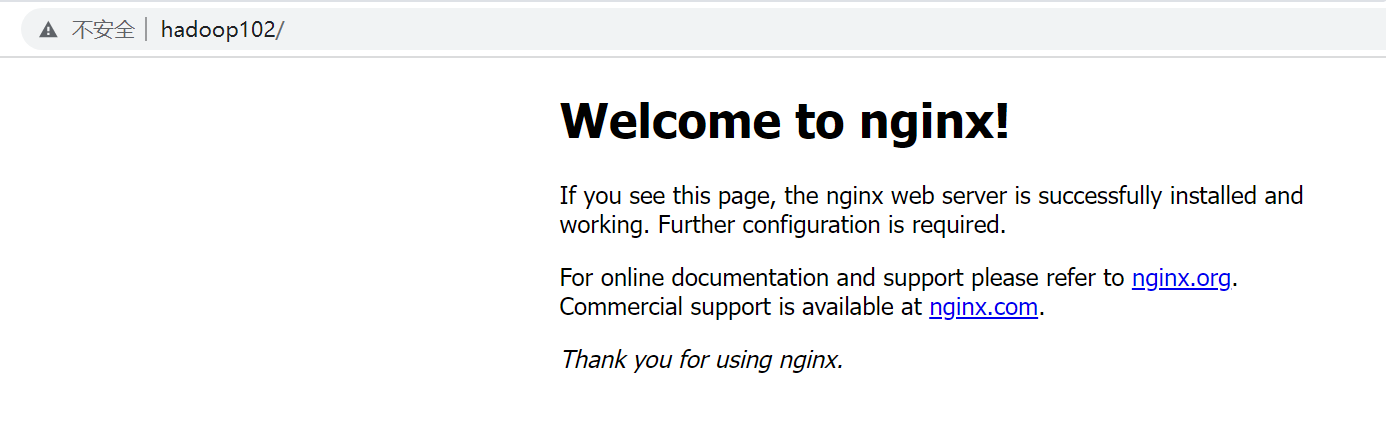 不安全 | hadoop102/
Welcome to nginx!
If you see this page, the nginx web server is successfully installed and
working. Further configuration is required.
For online documentation and support please refer to nginx.org.
Commercial support is available at nginx.com.
Thank you for using nginx.